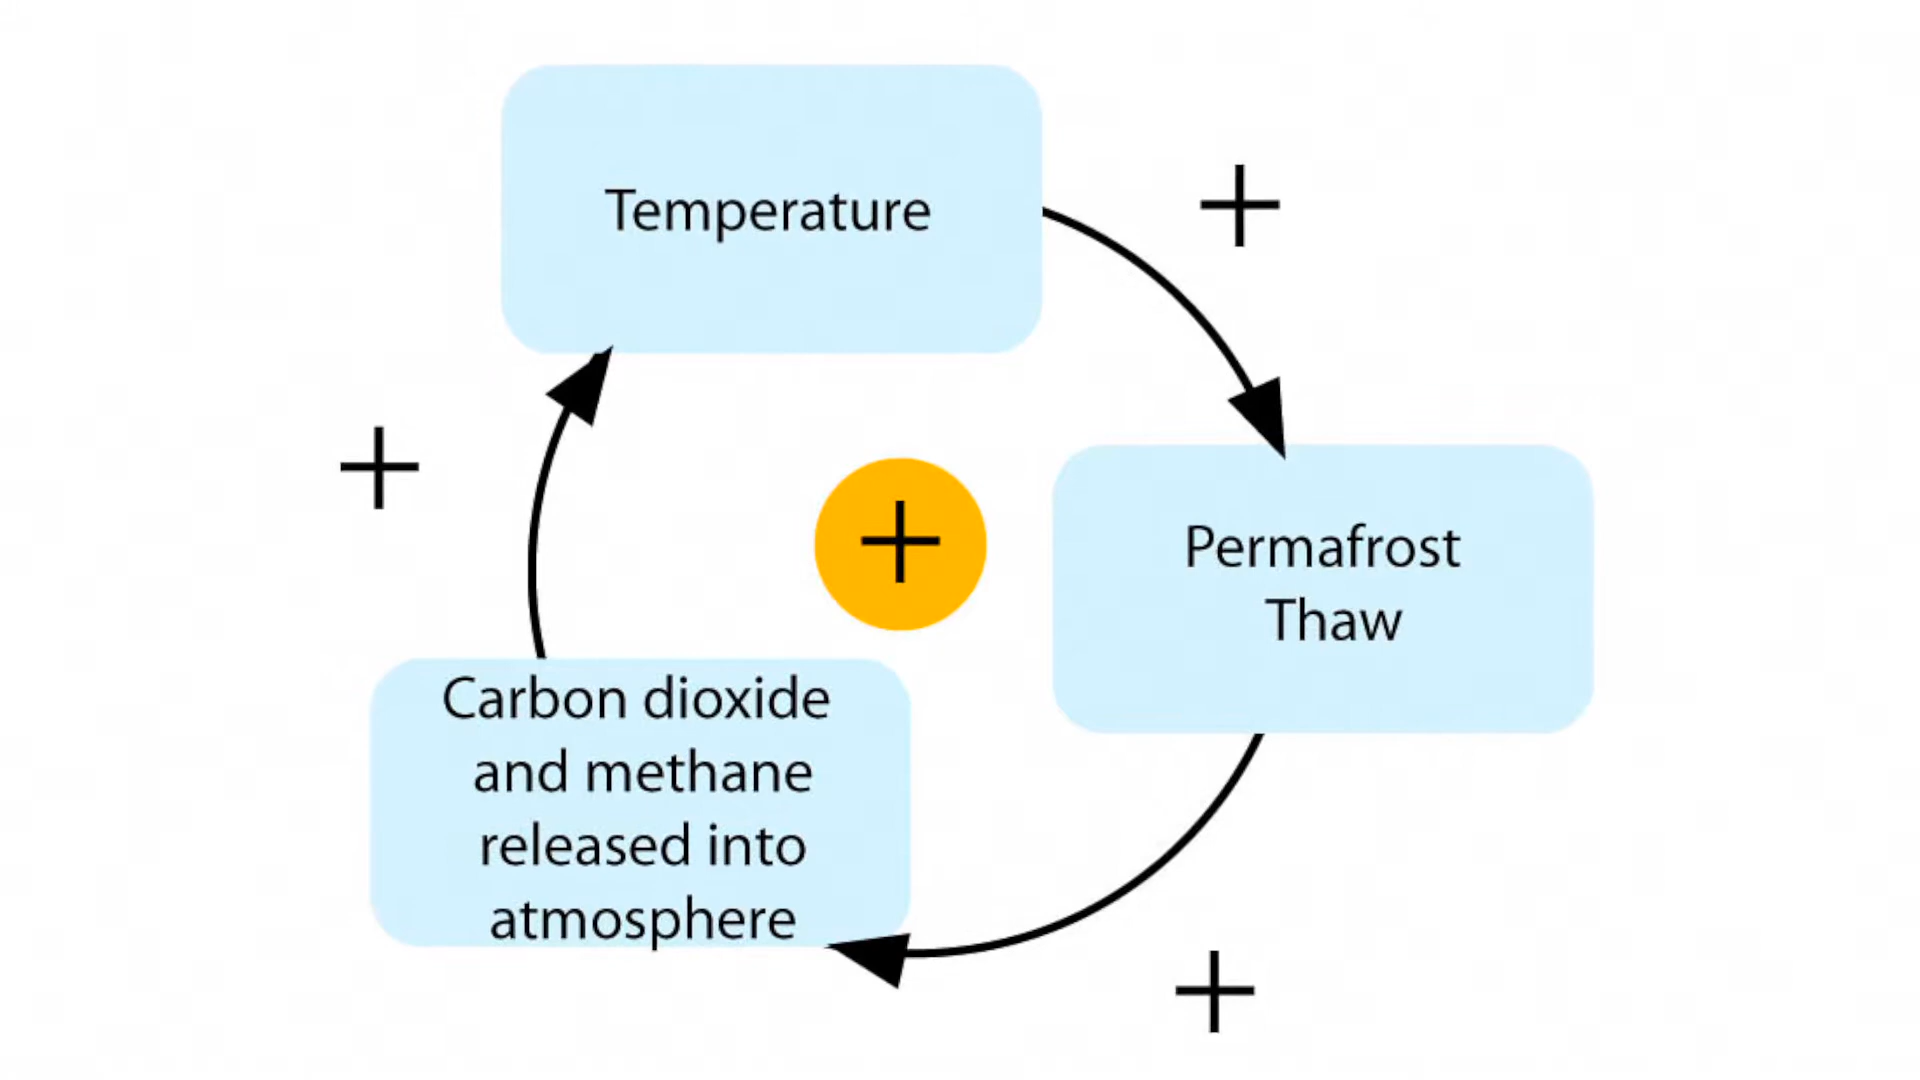 Temperature
+
+
+
Permafrost
Thaw
Carbon dioxide
and methane
released into
atmosphere
+